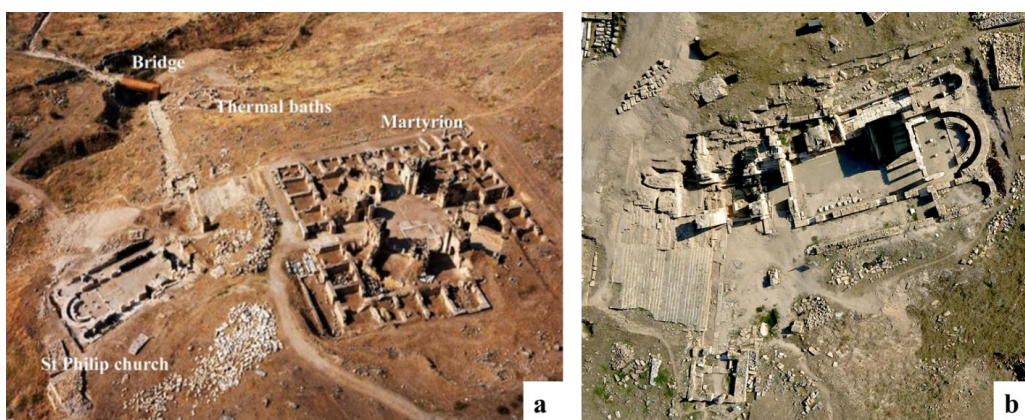 Bridge
Thermal baths
Martyrion
St Philip church
a
b